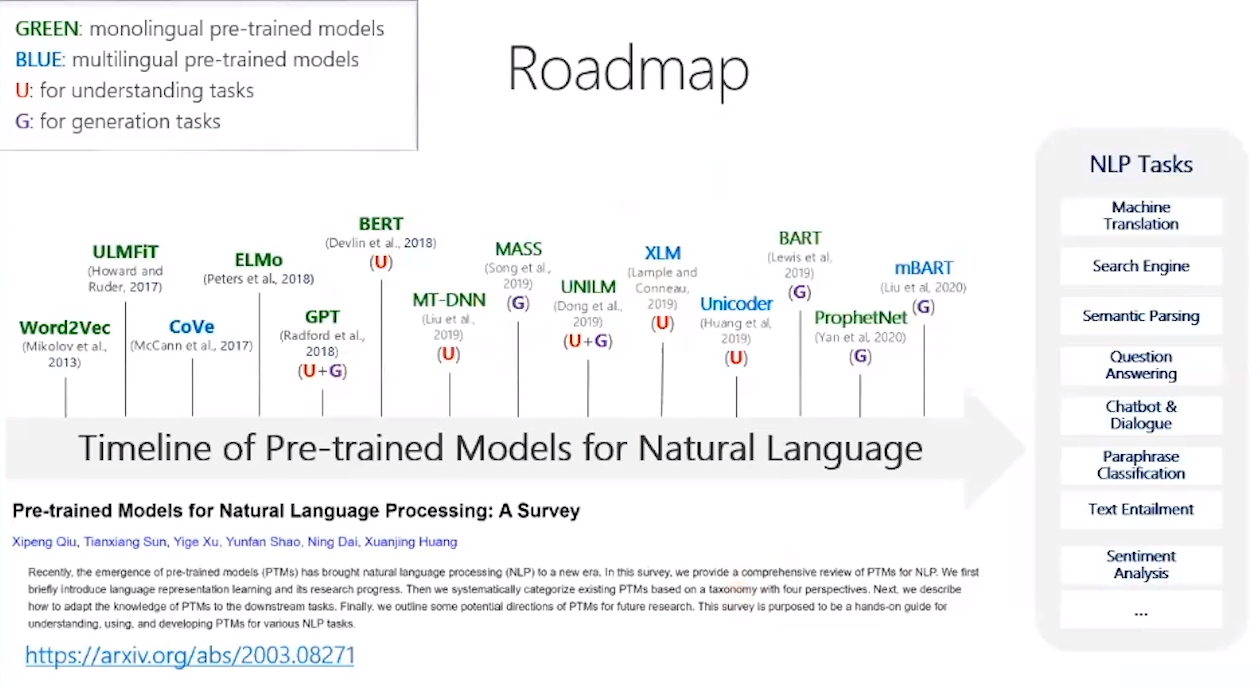 GREEN: monolingual pre-trained models
BLUE: multilingual pre-trained models
U: for understanding tasks
G: for generation tasks
Roadmap
Word2Vec
(Mikolov et al.,
2013)
ULMFiT
(Howard and
Ruder, 2017)
CoVe
(McCann et al., 2017)
ELMo
(Peters et al., 2018)
GPT
(Radford et al.,
2018)
(U+G)
BERT
(Devlin et al., 2018)
(U)
MT-DNN
(Liu et al.,
2019)
(U)
MASS
(Song et al.,
2019)
(G)
UNILM
(Dong et al.,
2019)
(U+G)
XLM
(Lample and
Conneau,
2019)
(U)
Unicoder
(Huang et al,
2019)
(U)
BART
(Lewis et al,
2019)
(G)
ProphetNet
(Yan et al, 2020)
(G)
mBART
(Liu et al, 2020)
(G)
Timeline of Pre-trained Models for Natural Language
NLP Tasks
Machine
Translation
Search Engine
Semantic Parsing
Question
Answering
Chatbot &
Dialogue
Paraphrase
Classification
Text Entailment
Sentiment
Analysis
...
Pre-trained Models for Natural Language Processing: A Survey
Xipeng Qiu, Tianxiang Sun, Yige Xu, Yunfan Shao, Ning Dai, Xuanjing Huang
Recently, the emergence of pre-trained models (PTMs) has brought natural language processing (NLP) to a new era. In this survey, we provide a comprehensive review of PTMs for NLP. We first
briefly introduce language representation learning and its research progress. Then we systematically categorize existing PTMs based on a taxonomy with four perspectives. Next, we describe
how to adapt the knowledge of PTMs to the downstream tasks. Finally, we outline some potential directions of PTMs for future research. This survey is purposed to be a hands-on guide for
understanding, using, and developing PTMs for various NLP tasks.
https://arxiv.org/abs/2003.08271